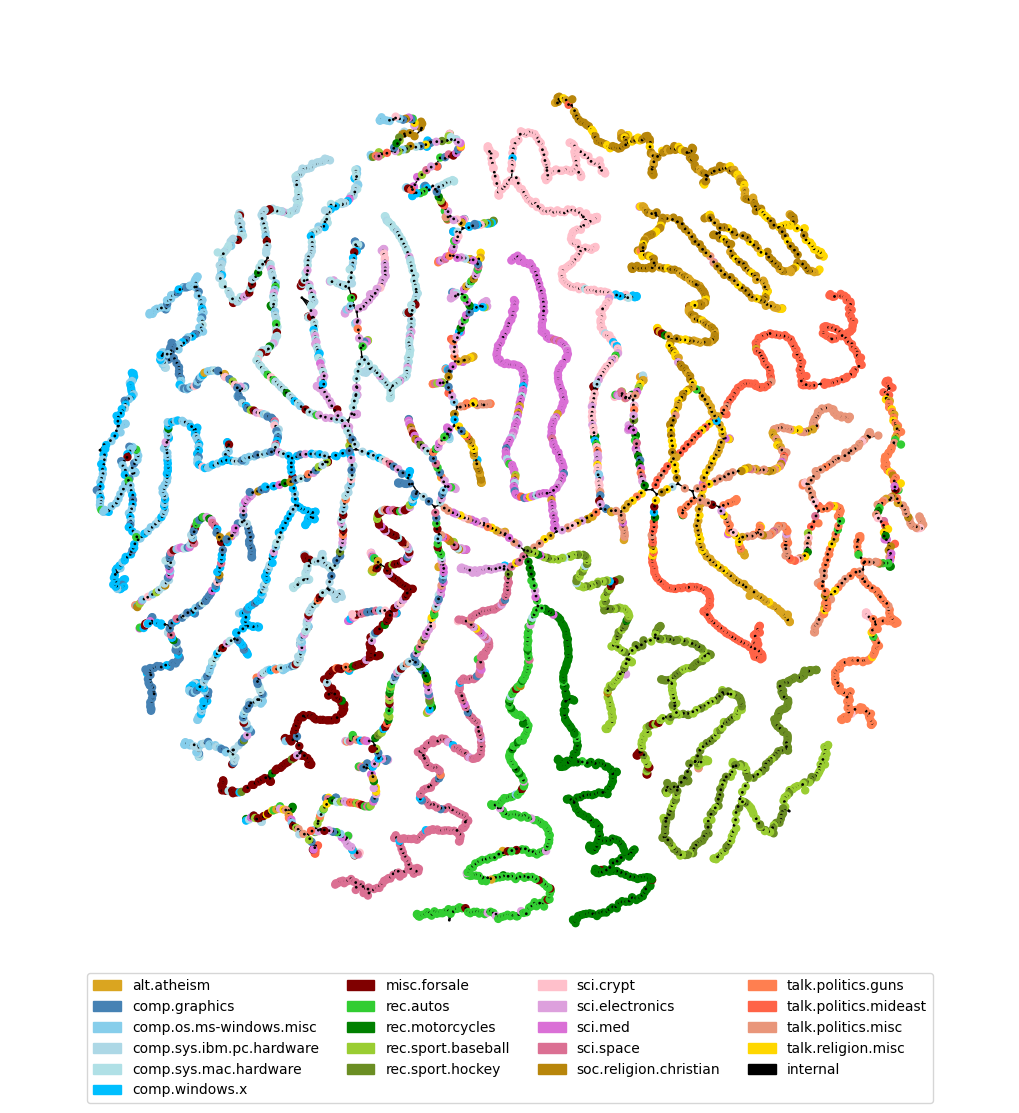 alt.atheism
comp.graphics
comp.os.ms-windows.misc
comp.sys.ibm.pc.hardware
comp.sys.mac.hardware
comp.windows.x
misc.forsale
rec.autos
rec.motorcycles
rec.sport.baseball
rec.sport.hockey
sci.crypt
sci.electronics
sci.med
sci.space
soc.religion.christian
talk.politics.guns
talk.politics.mideast
talk.politics.misc
talk.religion.misc
internal